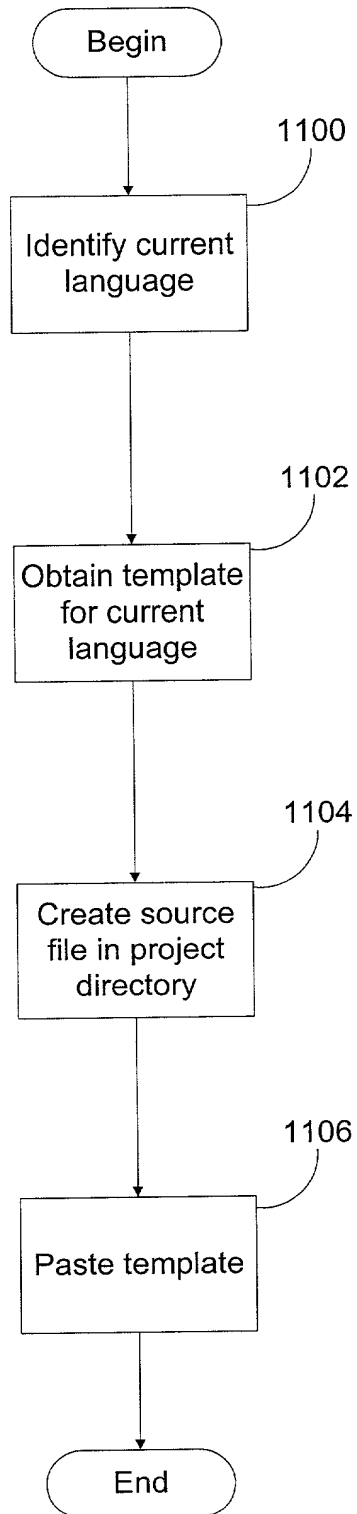 Begin
1100
Identify current
language
1102
Obtain template
for current
language
1104
Create source
file in project
directory
1106
Paste template
End